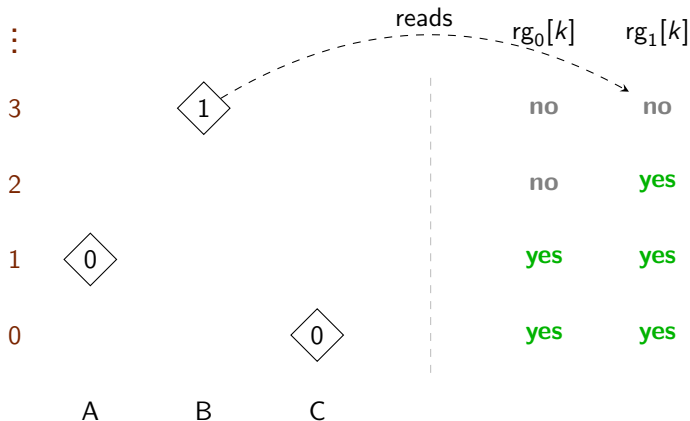 reads
⋮ rg₀[k] rg₁[k]
3 1 no no
2 no yes
1 0 yes yes
0 0 yes yes
A B C